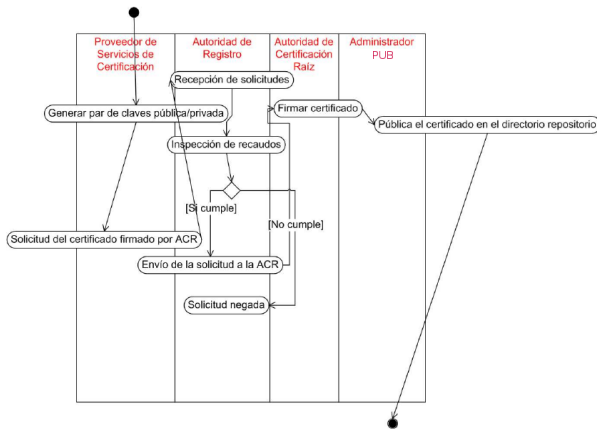 Proveedor de
Servicios de
Certificación
Autoridad de
Registro
Autoridad de
Certificación
Raíz
Administrador
PUB
Recepción de solicitudes
Generar par de claves pública/privada
Firmar certificado
Pública el certificado en el directorio repositorio
Inspección de recaudos
[Si cumple]
[No cumple]
Solicitud del certificado firmado por ACR
Envío de la solicitud a la ACR
Solicitud negada